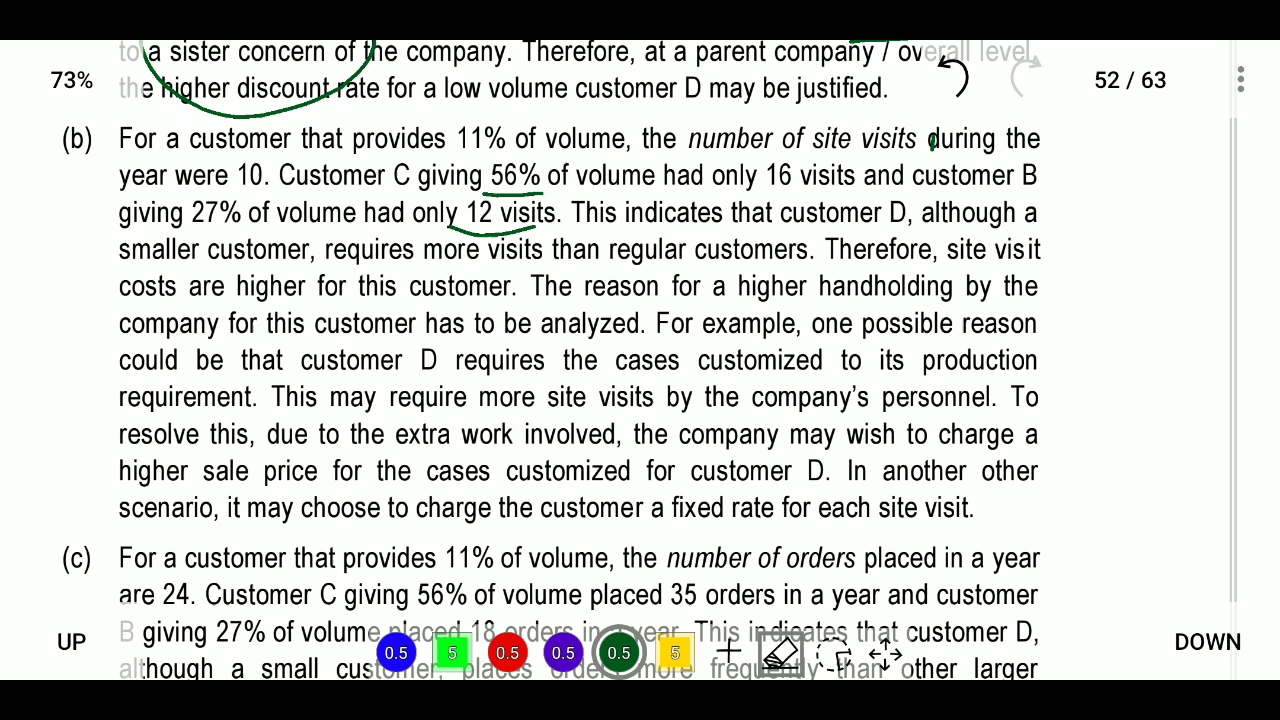 to a sister concern of the company. Therefore, at a parent company / overall level,
73%
52 / 63
the higher discount rate for a low volume customer D may be justified.
(b) For a customer that provides 11% of volume, the number of site visits during the
year were 10. Customer C giving 56% of volume had only 16 visits and customer B
giving 27% of volume had only 12 visits. This indicates that customer D, although a
smaller customer, requires more visits than regular customers. Therefore, site visit
costs are higher for this customer. The reason for a higher handholding by the
company for this customer has to be analyzed. For example, one possible reason
could be that customer D requires the cases customized to its production
requirement. This may require more site visits by the company's personnel. To
resolve this, due to the extra work involved, the company may wish to charge a
higher sale price for the cases customized for customer D. In another other
scenario, it may choose to charge the customer a fixed rate for each site visit.
(c) For a customer that provides 11% of volume, the number of orders placed in a year
are 24. Customer C giving 56% of volume placed 35 orders in a year and customer
B giving 27% of volume placed 18 orders in a year. This indicates that customer D,
UP
DOWN
0.5 5 0.5 0.5 0.5 5
although a small customer, places orders more frequently than other larger